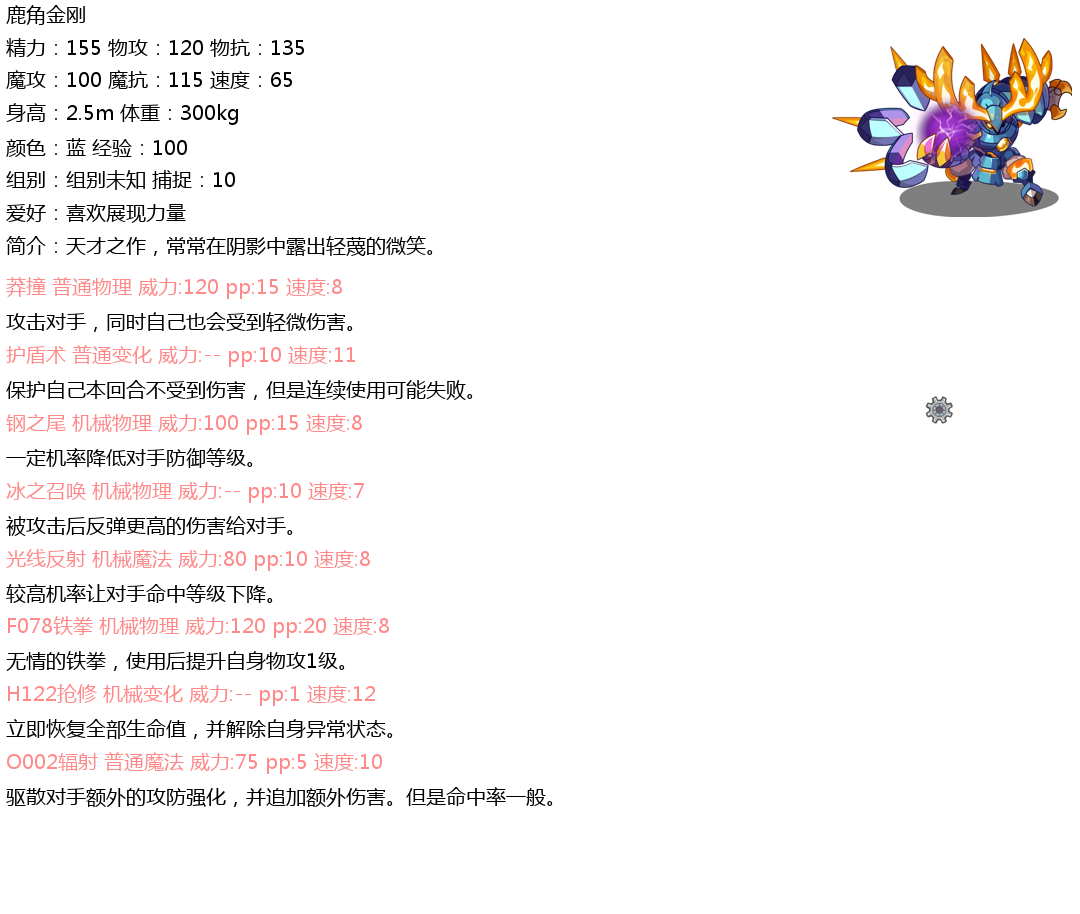 鹿角金刚
精力：155 物攻：120 物抗：135
魔攻：100 魔抗：115 速度：65
身高：2.5m 体重：300kg
颜色：蓝 经验：100
组别：组别未知 捕捉：10
爱好：喜欢展现力量
简介：天才之作，常常在阴影中露出轻蔑的微笑。
莽撞 普通物理 威力:120 pp:15 速度:8
攻击对手，同时自己也会受到轻微伤害。
护盾术 普通变化 威力:-- pp:10 速度:11
保护自己本回合不受到伤害，但是连续使用可能失败。
钢之尾 机械物理 威力:100 pp:15 速度:8
一定机率降低对手防御等级。
冰之召唤 机械物理 威力:-- pp:10 速度:7
被攻击后反弹更高的伤害给对手。
光线反射 机械魔法 威力:80 pp:10 速度:8
较高机率让对手命中等级下降。
F078铁拳 机械物理 威力:120 pp:20 速度:8
无情的铁拳，使用后提升自身物攻1级。
H122抢修 机械变化 威力:-- pp:1 速度:12
立即恢复全部生命值，并解除自身异常状态。
O002辐射 普通魔法 威力:75 pp:5 速度:10
驱散对手额外的攻防强化，并追加额外伤害。但是命中率一般。